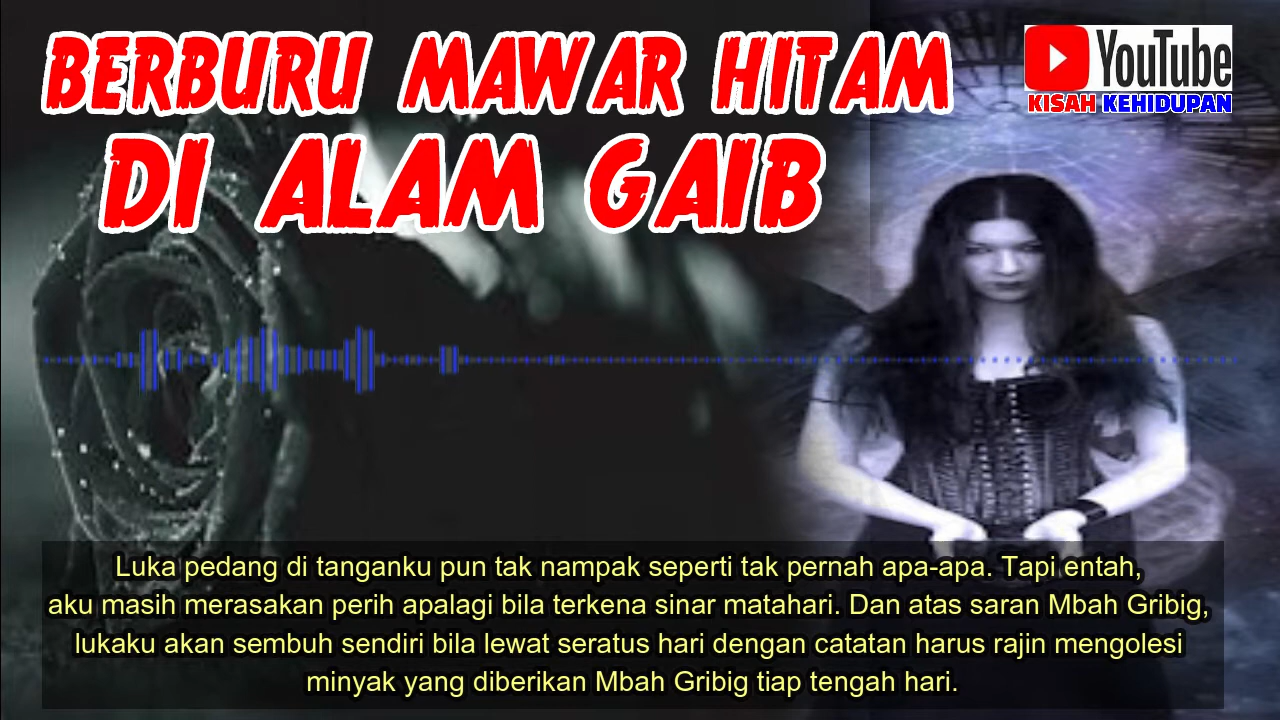 BERBURU MAWAR HITAM
DI ALAM GAIB
YouTube
KISAH KEHIDUPAN
Luka pedang di tanganku pun tak nampak seperti tak pernah apa-apa. Tapi entah,
aku masih merasakan perih apalagi bila terkena sinar matahari. Dan atas saran Mbah Gribig,
lukaku akan sembuh sendiri bila lewat seratus hari dengan catatan harus rajin mengolesi
minyak yang diberikan Mbah Gribig tiap tengah hari.